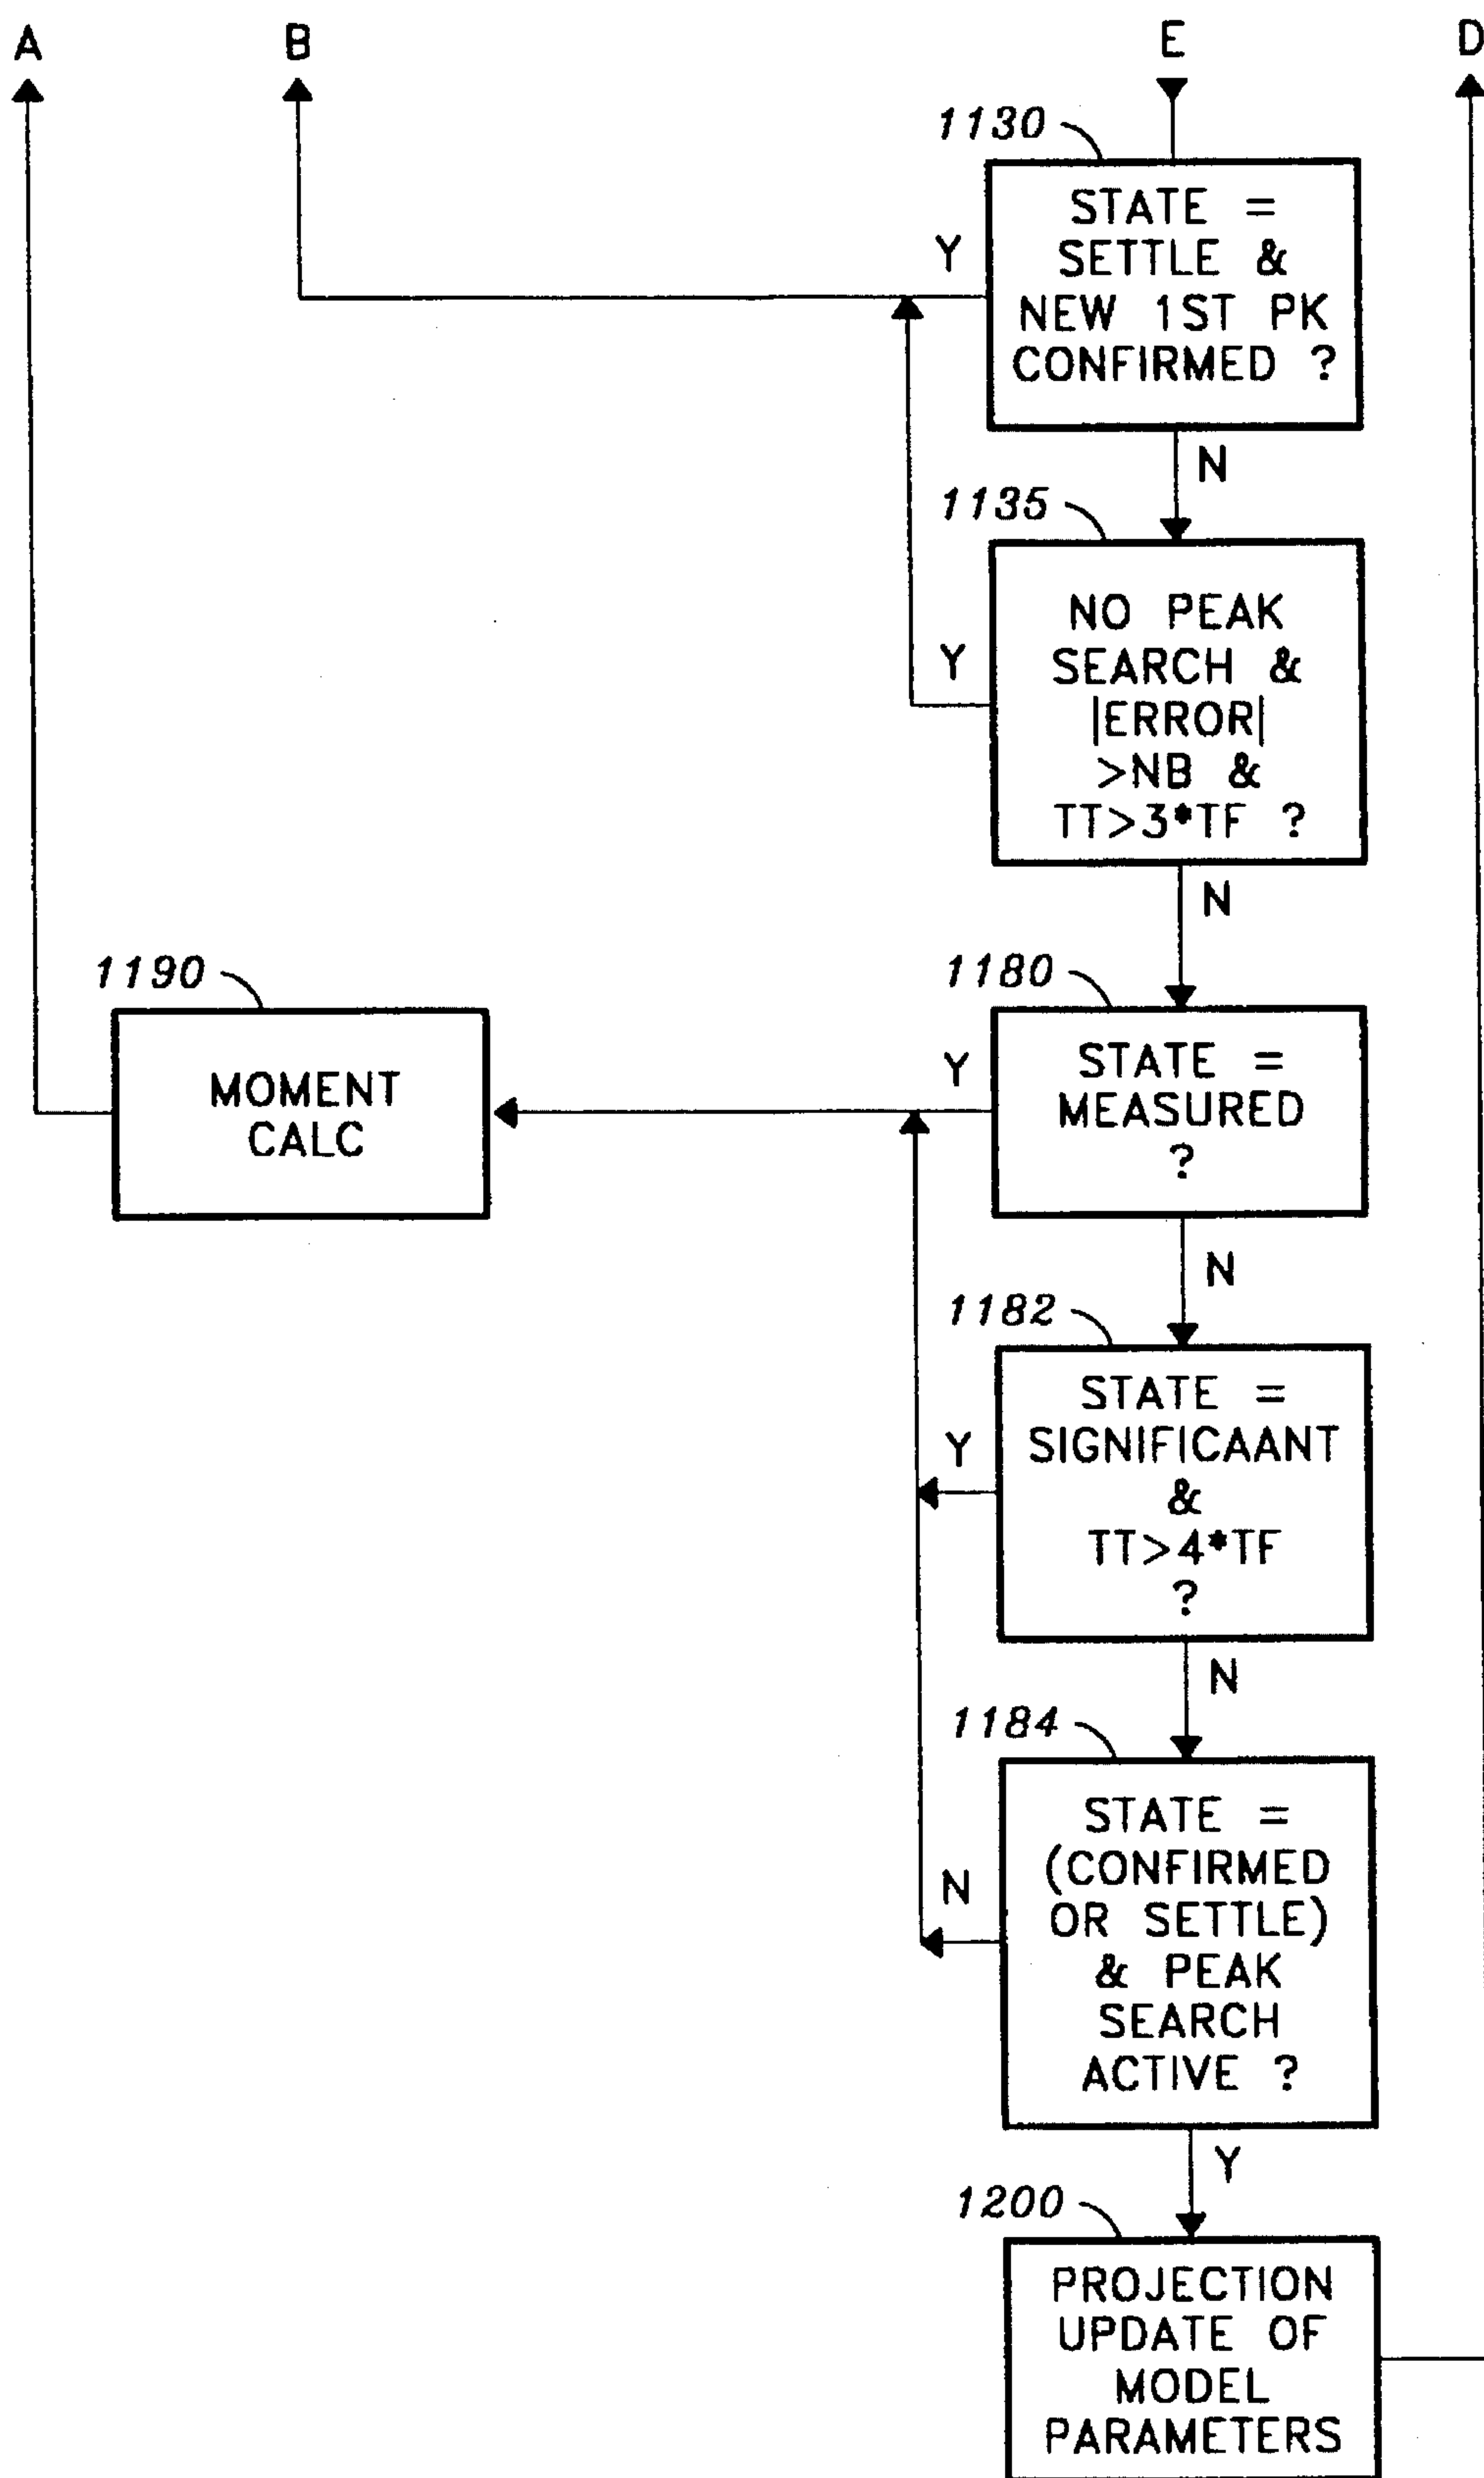 A
B
E
D
1130
STATE =
SETTLE &
NEW 1ST PK
CONFIRMED ?
Y
N
1135
NO PEAK
SEARCH &
|ERROR|
>NB &
TT>3*TF ?
Y
N
1190
MOMENT
CALC
1180
STATE =
MEASURED
?
Y
N
1182
STATE =
SIGNIFICAANT
&
TT>4*TF
?
Y
N
1184
STATE =
(CONFIRMED
OR SETTLE)
& PEAK
SEARCH
ACTIVE ?
N
Y
1200
PROJECTION
UPDATE OF
MODEL
PARAMETERS